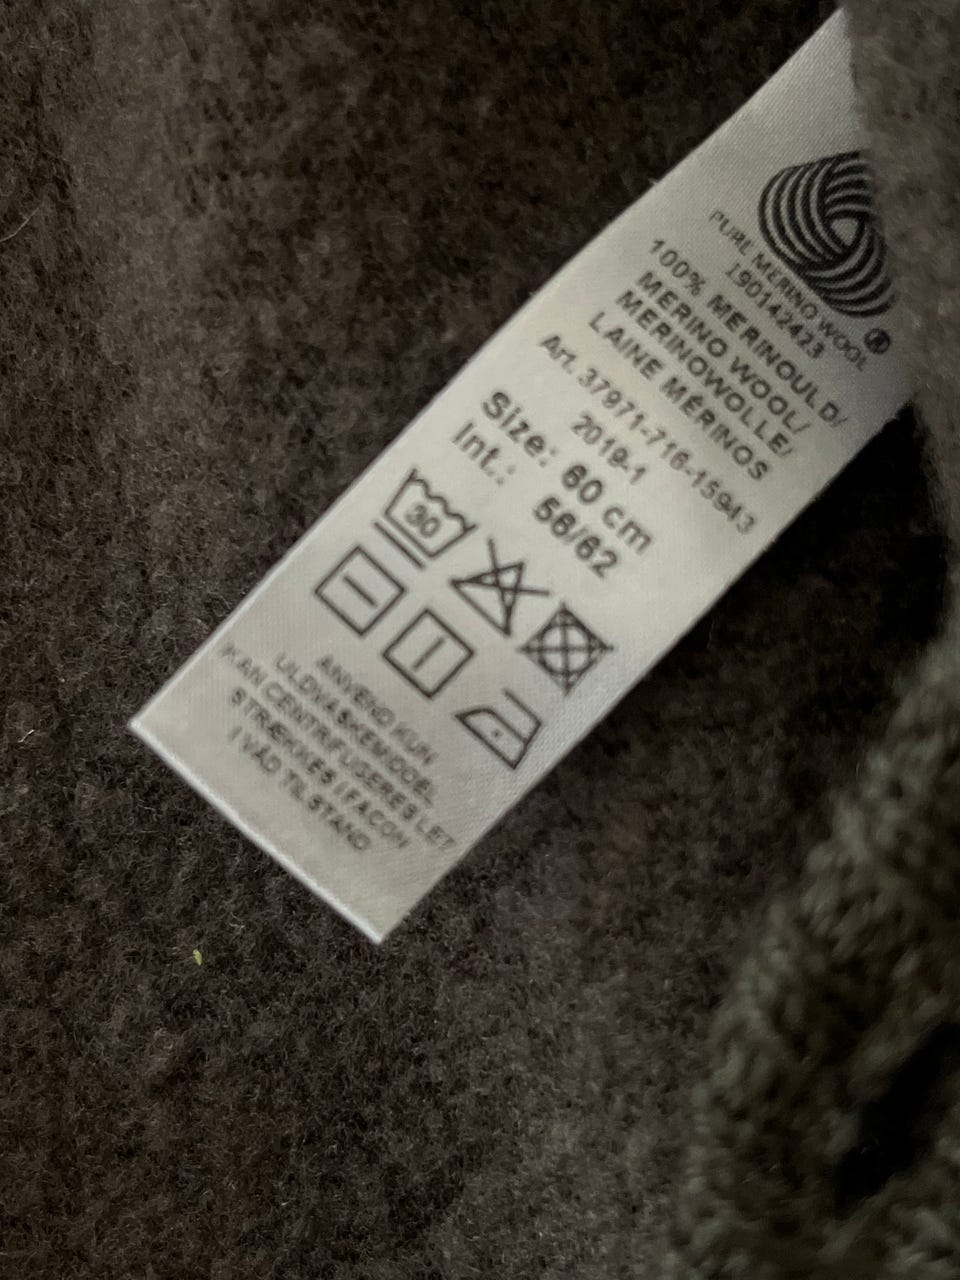 PURE MERINO WOOL
190142423
100% MERINOULD/
MERINO WOOL/
MERINOWOLLE/
LAINE MÉRINOS
Art. 37971-716-15943
2019-1
Size: 60 cm
Int.: 56/62
30
ANVEND KUN
ULDVASKEMIDDEL
KAN CENTRIFUGERES LET
STRÆKKES I FACON
I VÅD TILSTAND